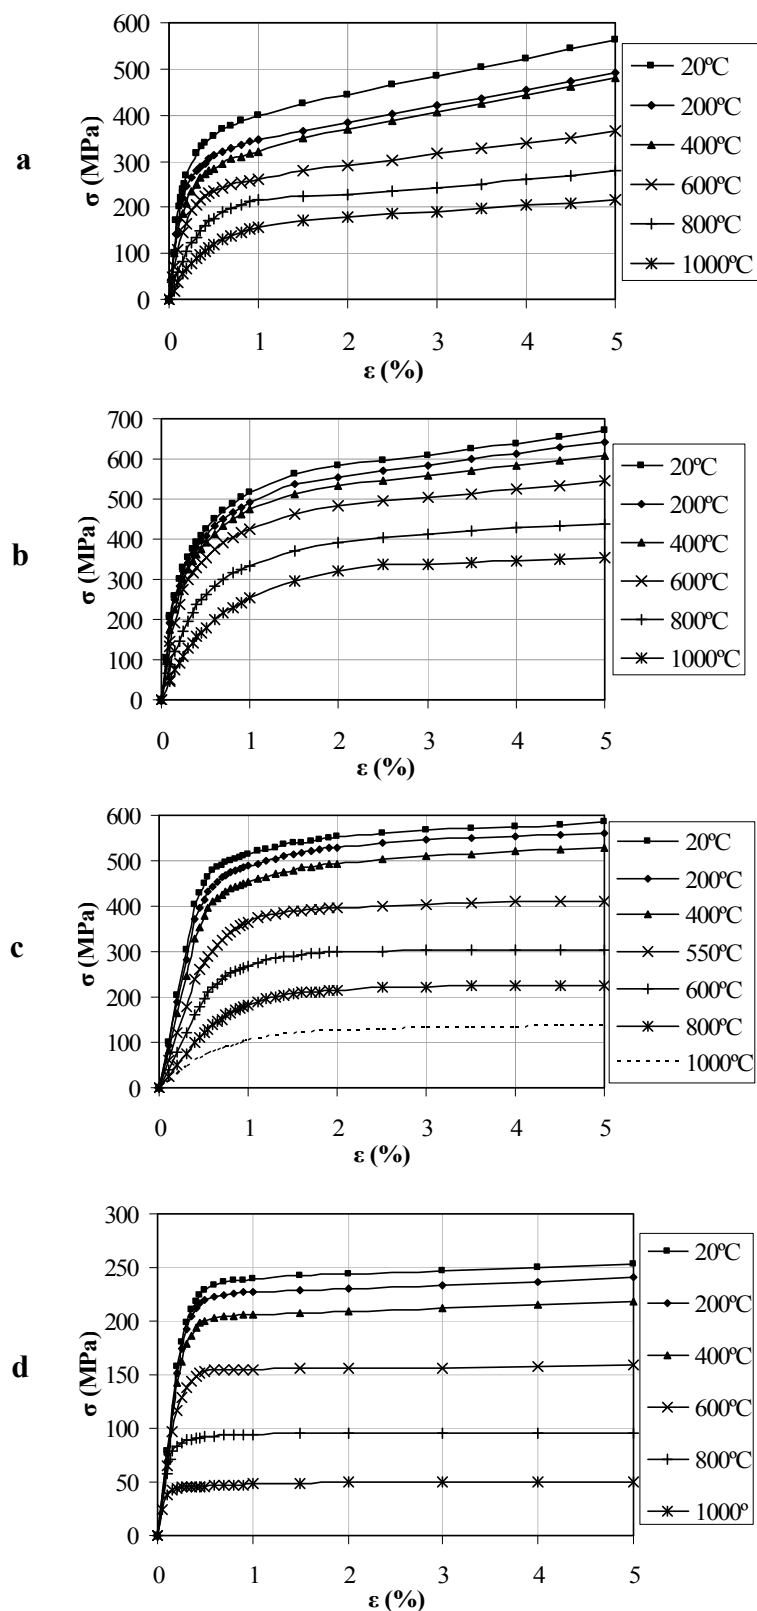 a
σ (MPa)
600
500
400
300
200
100
0
0 1 2 3 4 5
ε (%)
20ºC
200ºC
400ºC
600ºC
800ºC
1000ºC
b
σ (MPa)
700
600
500
400
300
200
100
0
0 1 2 3 4 5
ε (%)
20ºC
200ºC
400ºC
600ºC
800ºC
1000ºC
c
σ (MPa)
600
500
400
300
200
100
0
0 1 2 3 4 5
ε (%)
20ºC
200ºC
400ºC
550ºC
600ºC
800ºC
1000ºC
d
σ (MPa)
300
250
200
150
100
50
0
0 1 2 3 4 5
ε (%)
20ºC
200ºC
400ºC
600ºC
800ºC
1000º